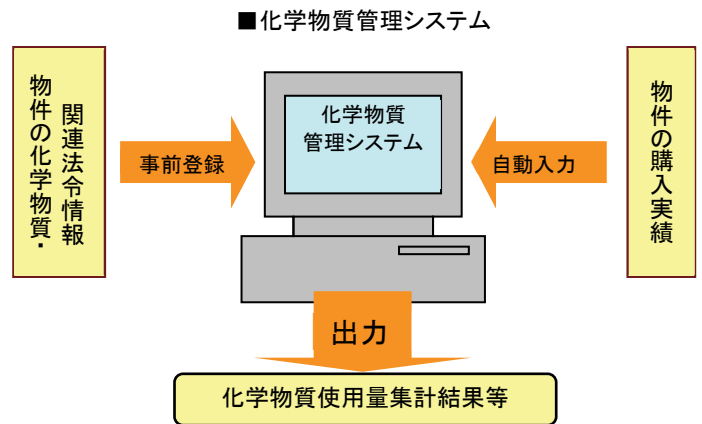 ■化学物質管理システム
関連法令情報
物件の化学物質・
事前登録
化学物質
管理システム
自動入力
物件の購入実績
出力
化学物質使用量集計結果等